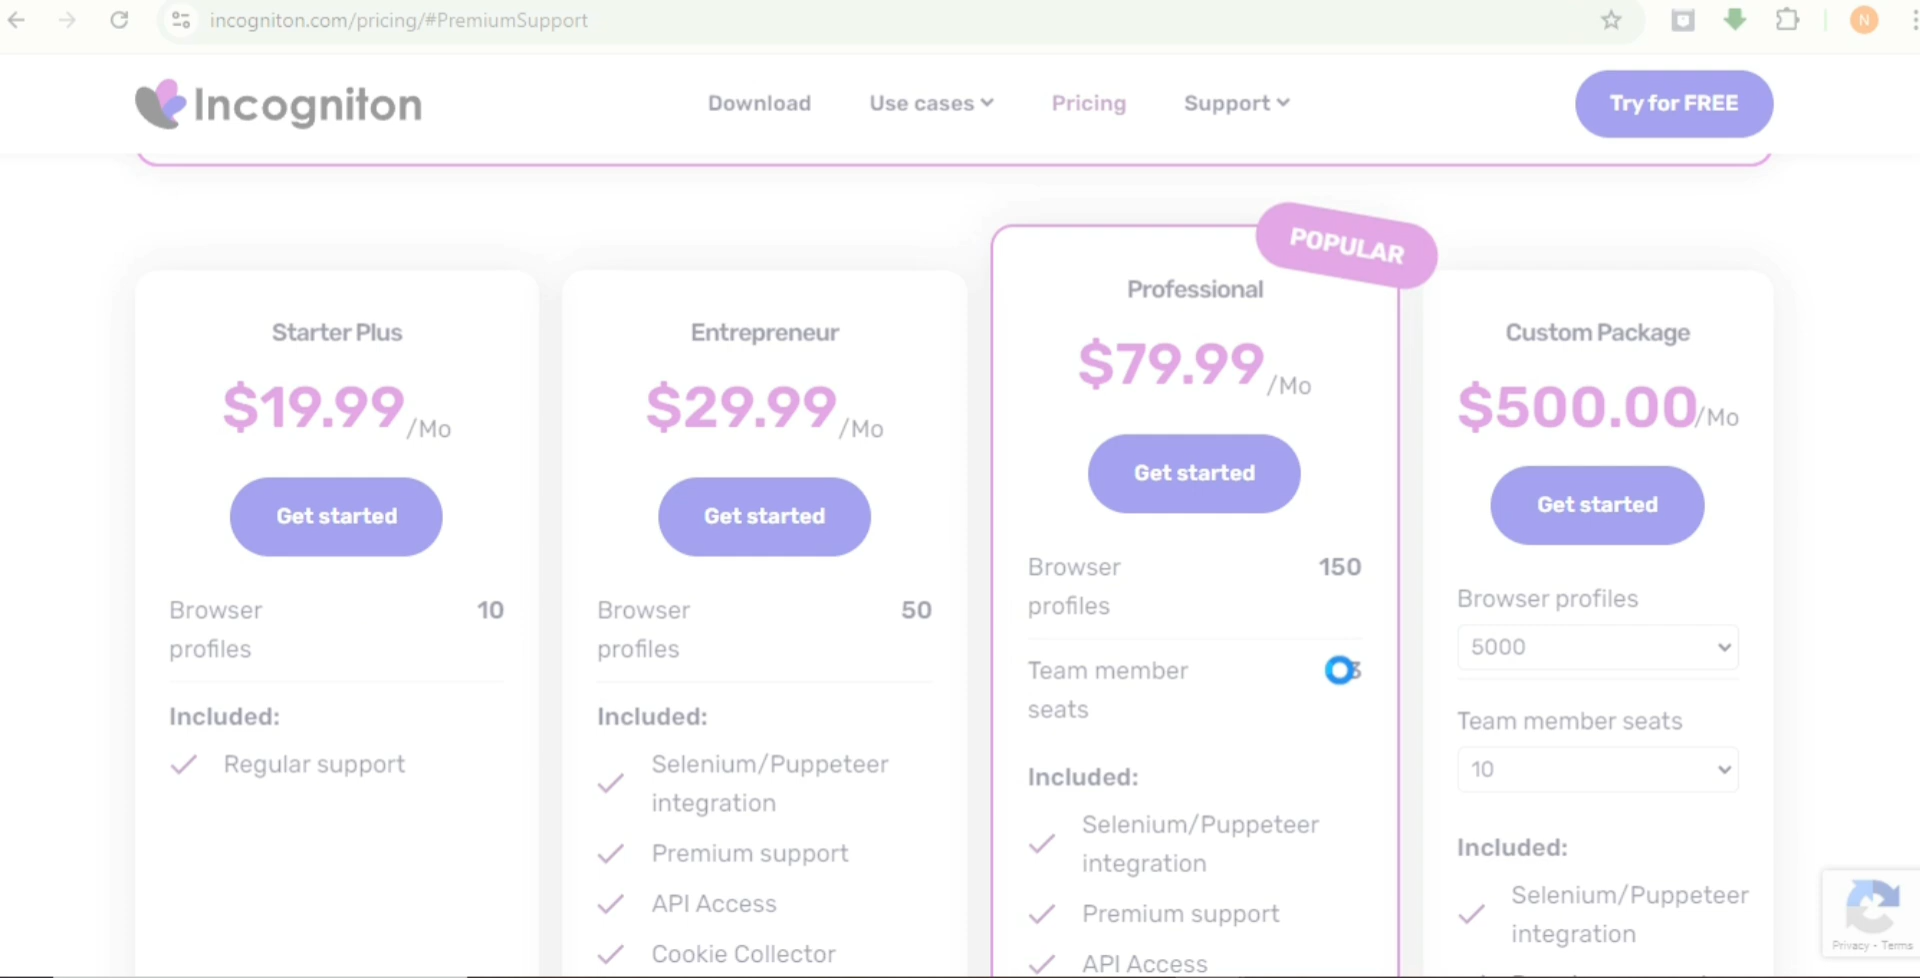 incogniton.com/pricing/#PremiumSupport
N
Incogniton
Download
Use cases
Pricing
Support
Try for FREE
POPULAR
Starter Plus
$19.99 /Mo
Get started
Browser profiles
10
Included:
Regular support
Entrepreneur
$29.99 /Mo
Get started
Browser profiles
50
Included:
Selenium/Puppeteer
integration
Premium support
API Access
Cookie Collector
Professional
$79.99 /Mo
Get started
Browser
profiles
150
Team member
seats
3
Included:
Selenium/Puppeteer
integration
Premium support
API Access
Custom Package
$500.00/Mo
Get started
Browser profiles
5000
Team member seats
10
Included:
Selenium/Puppeteer
integration
Privacy - Terms